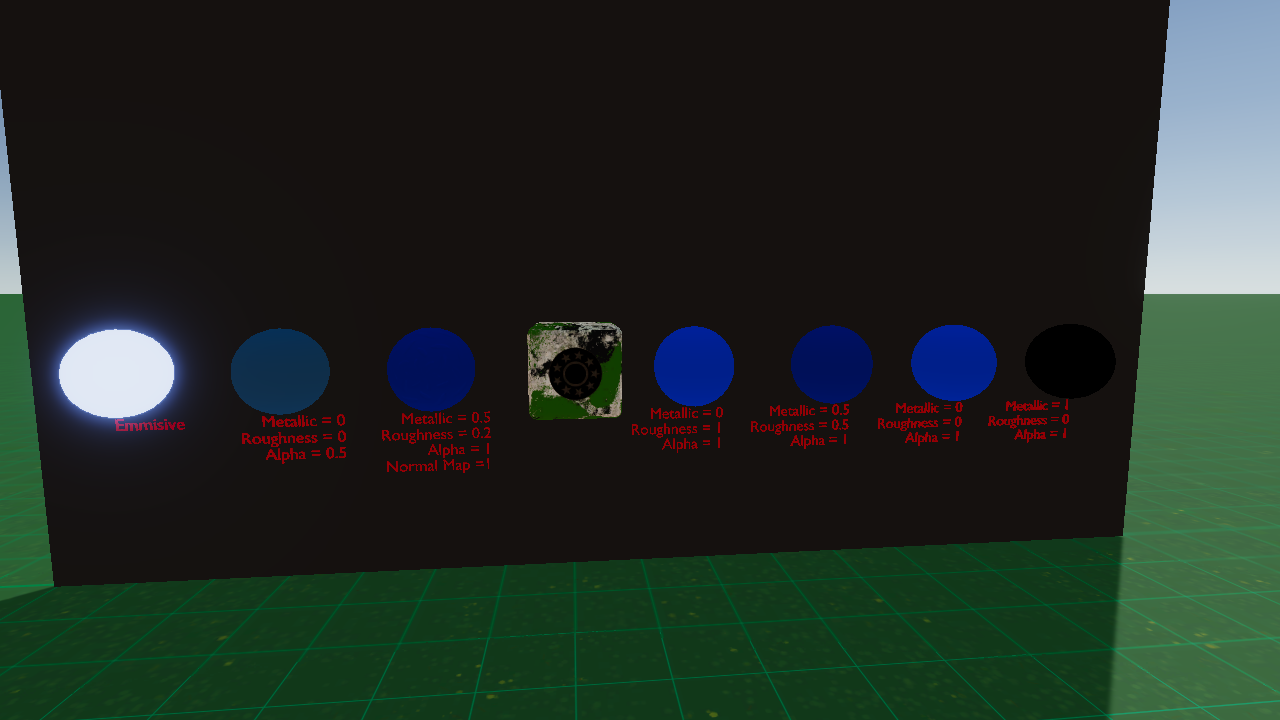 Emmisive
Metallic = 0
Roughness = 0
Alpha = 0.5
Metallic = 0.5
Roughness = 0.2
Alpha = 1
Normal Map =1
Metallic = 0
Roughness = 1
Alpha = 1
Metallic = 0.5
Roughness = 0.5
Alpha = 1
Metallic = 0
Roughness = 0
Alpha = 1
Metallic = 1
Roughness = 0
Alpha = 1